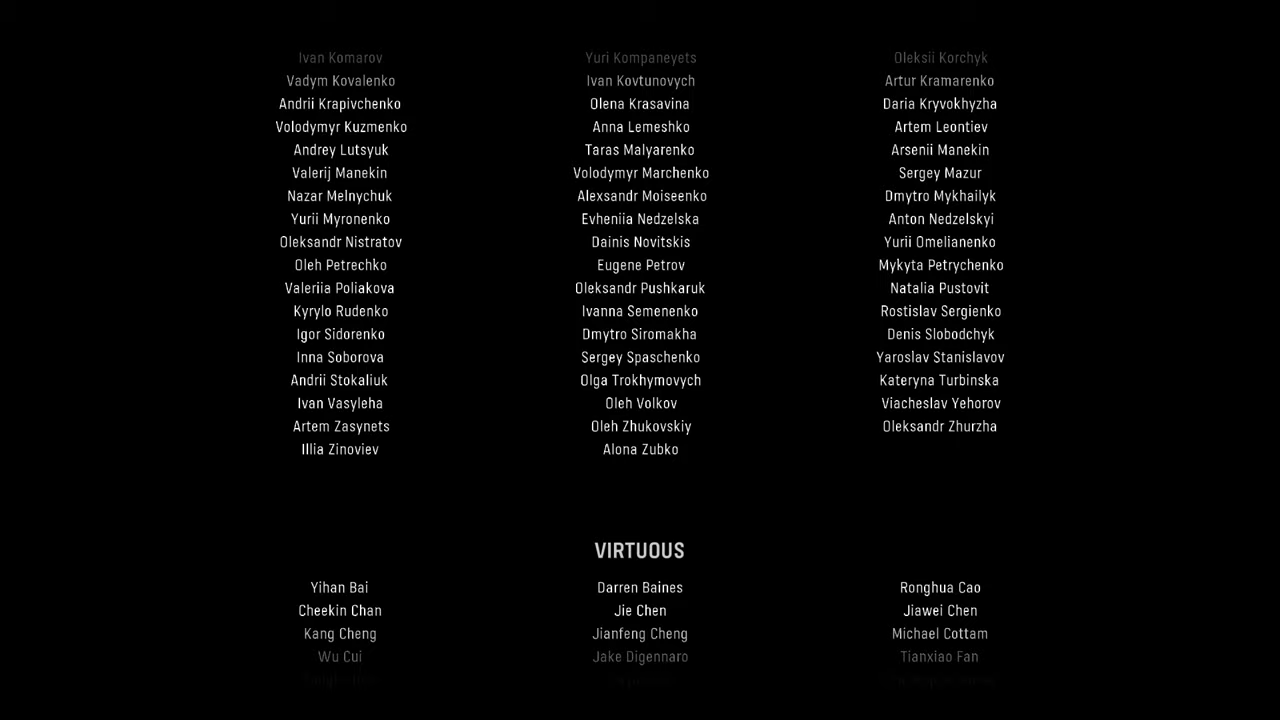 Ivan Komarov Yuri Kompaneyets Oleksii Korchyk
Vadym Kovalenko Ivan Kovtunovych Artur Kramarenko
Andrii Krapivchenko Olena Krasavina Daria Kryvokhyzha
Volodymyr Kuzmenko Anna Lemeshko Artem Leontiev
Andrey Lutsyuk Taras Malyarenko Arsenii Manekin
Valerij Manekin Volodymyr Marchenko Sergey Mazur
Nazar Melnychuk Alexsandr Moiseenko Dmytro Mykhailyk
Yurii Myronenko Evheniia Nedzelska Anton Nedzelskyi
Oleksandr Nistratov Dainis Novitskis Yurii Omelianenko
Oleh Petrechko Eugene Petrov Mykyta Petrychenko
Valeriia Poliakova Oleksandr Pushkaruk Natalia Pustovit
Kyrylo Rudenko Ivanna Semenenko Rostislav Sergienko
Igor Sidorenko Dmytro Siromakha Denis Slobodchyk
Inna Soborova Sergey Spaschenko Yaroslav Stanislavov
Andrii Stokaliuk Olga Trokhymovych Kateryna Turbinska
Ivan Vasyleha Oleh Volkov Viacheslav Yehorov
Artem Zasynets Oleh Zhukovskiy Oleksandr Zhurzha
Illia Zinoviev Alona Zubko
VIRTUOUS
Yihan Bai Darren Baines Ronghua Cao
Cheekin Chan Jie Chen Jiawei Chen
Kang Cheng Jianfeng Cheng Michael Cottam
Wu Cui Jake Digennaro Tianxiao Fan